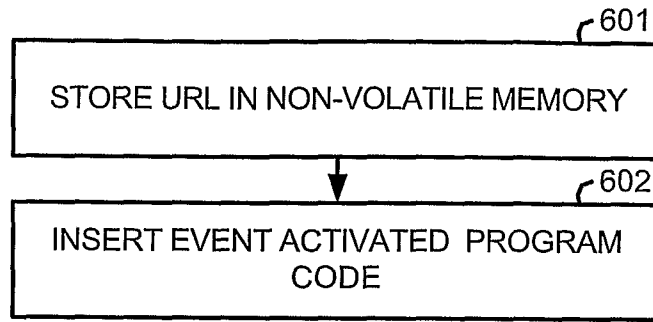 601
STORE URL IN NON-VOLATILE MEMORY
602
INSERT EVENT ACTIVATED PROGRAM
CODE